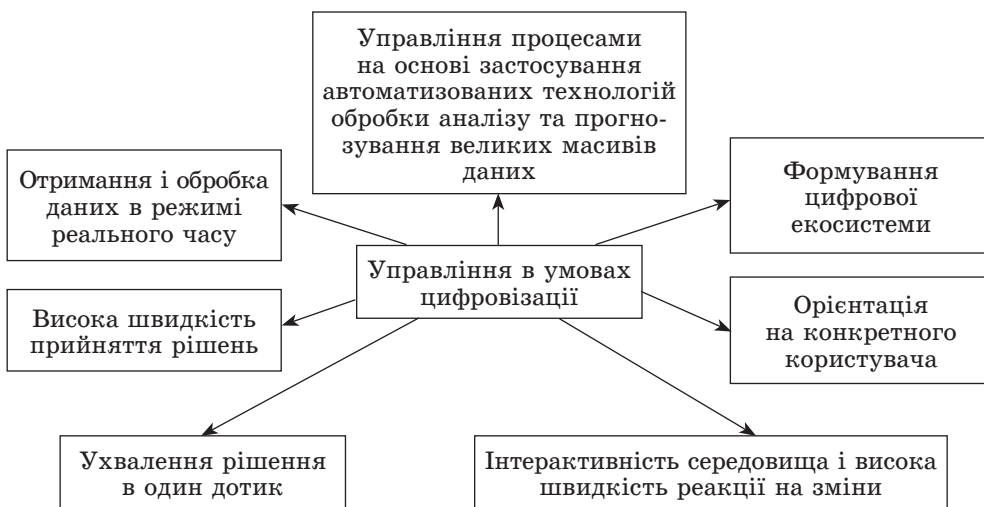 Управління процесами
на основі застосування
автоматизованих технологій
обробки аналізу та прогно-
зування великих масивів
даних
Отримання і обробка
даних в режимі
реального часу
Формування
цифрової
екосистеми
Управління в умовах
цифровізації
Висока швидкість
прийняття рішень
Орієнтація
на конкретного
користувача
Ухвалення рішення
в один дотик
Інтерактивність середовища і висока
швидкість реакції на зміни